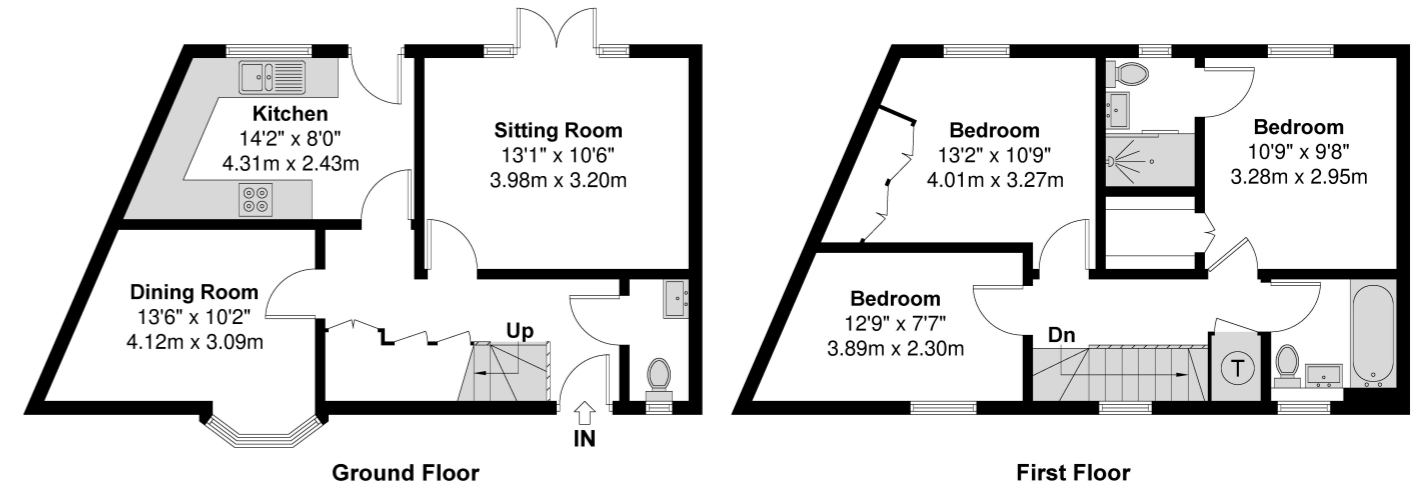 Kitchen
14'2" x 8'0"
4.31m x 2.43m
Sitting Room
13'1" x 10'6"
3.98m x 3.20m
Dining Room
13'6" x 10'2"
4.12m x 3.09m
Up
IN
Ground Floor
Bedroom
13'2" x 10'9"
4.01m x 3.27m
Bedroom
10'9" x 9'8"
3.28m x 2.95m
Bedroom
12'9" x 7'7"
3.89m x 2.30m
Dn
T
First Floor